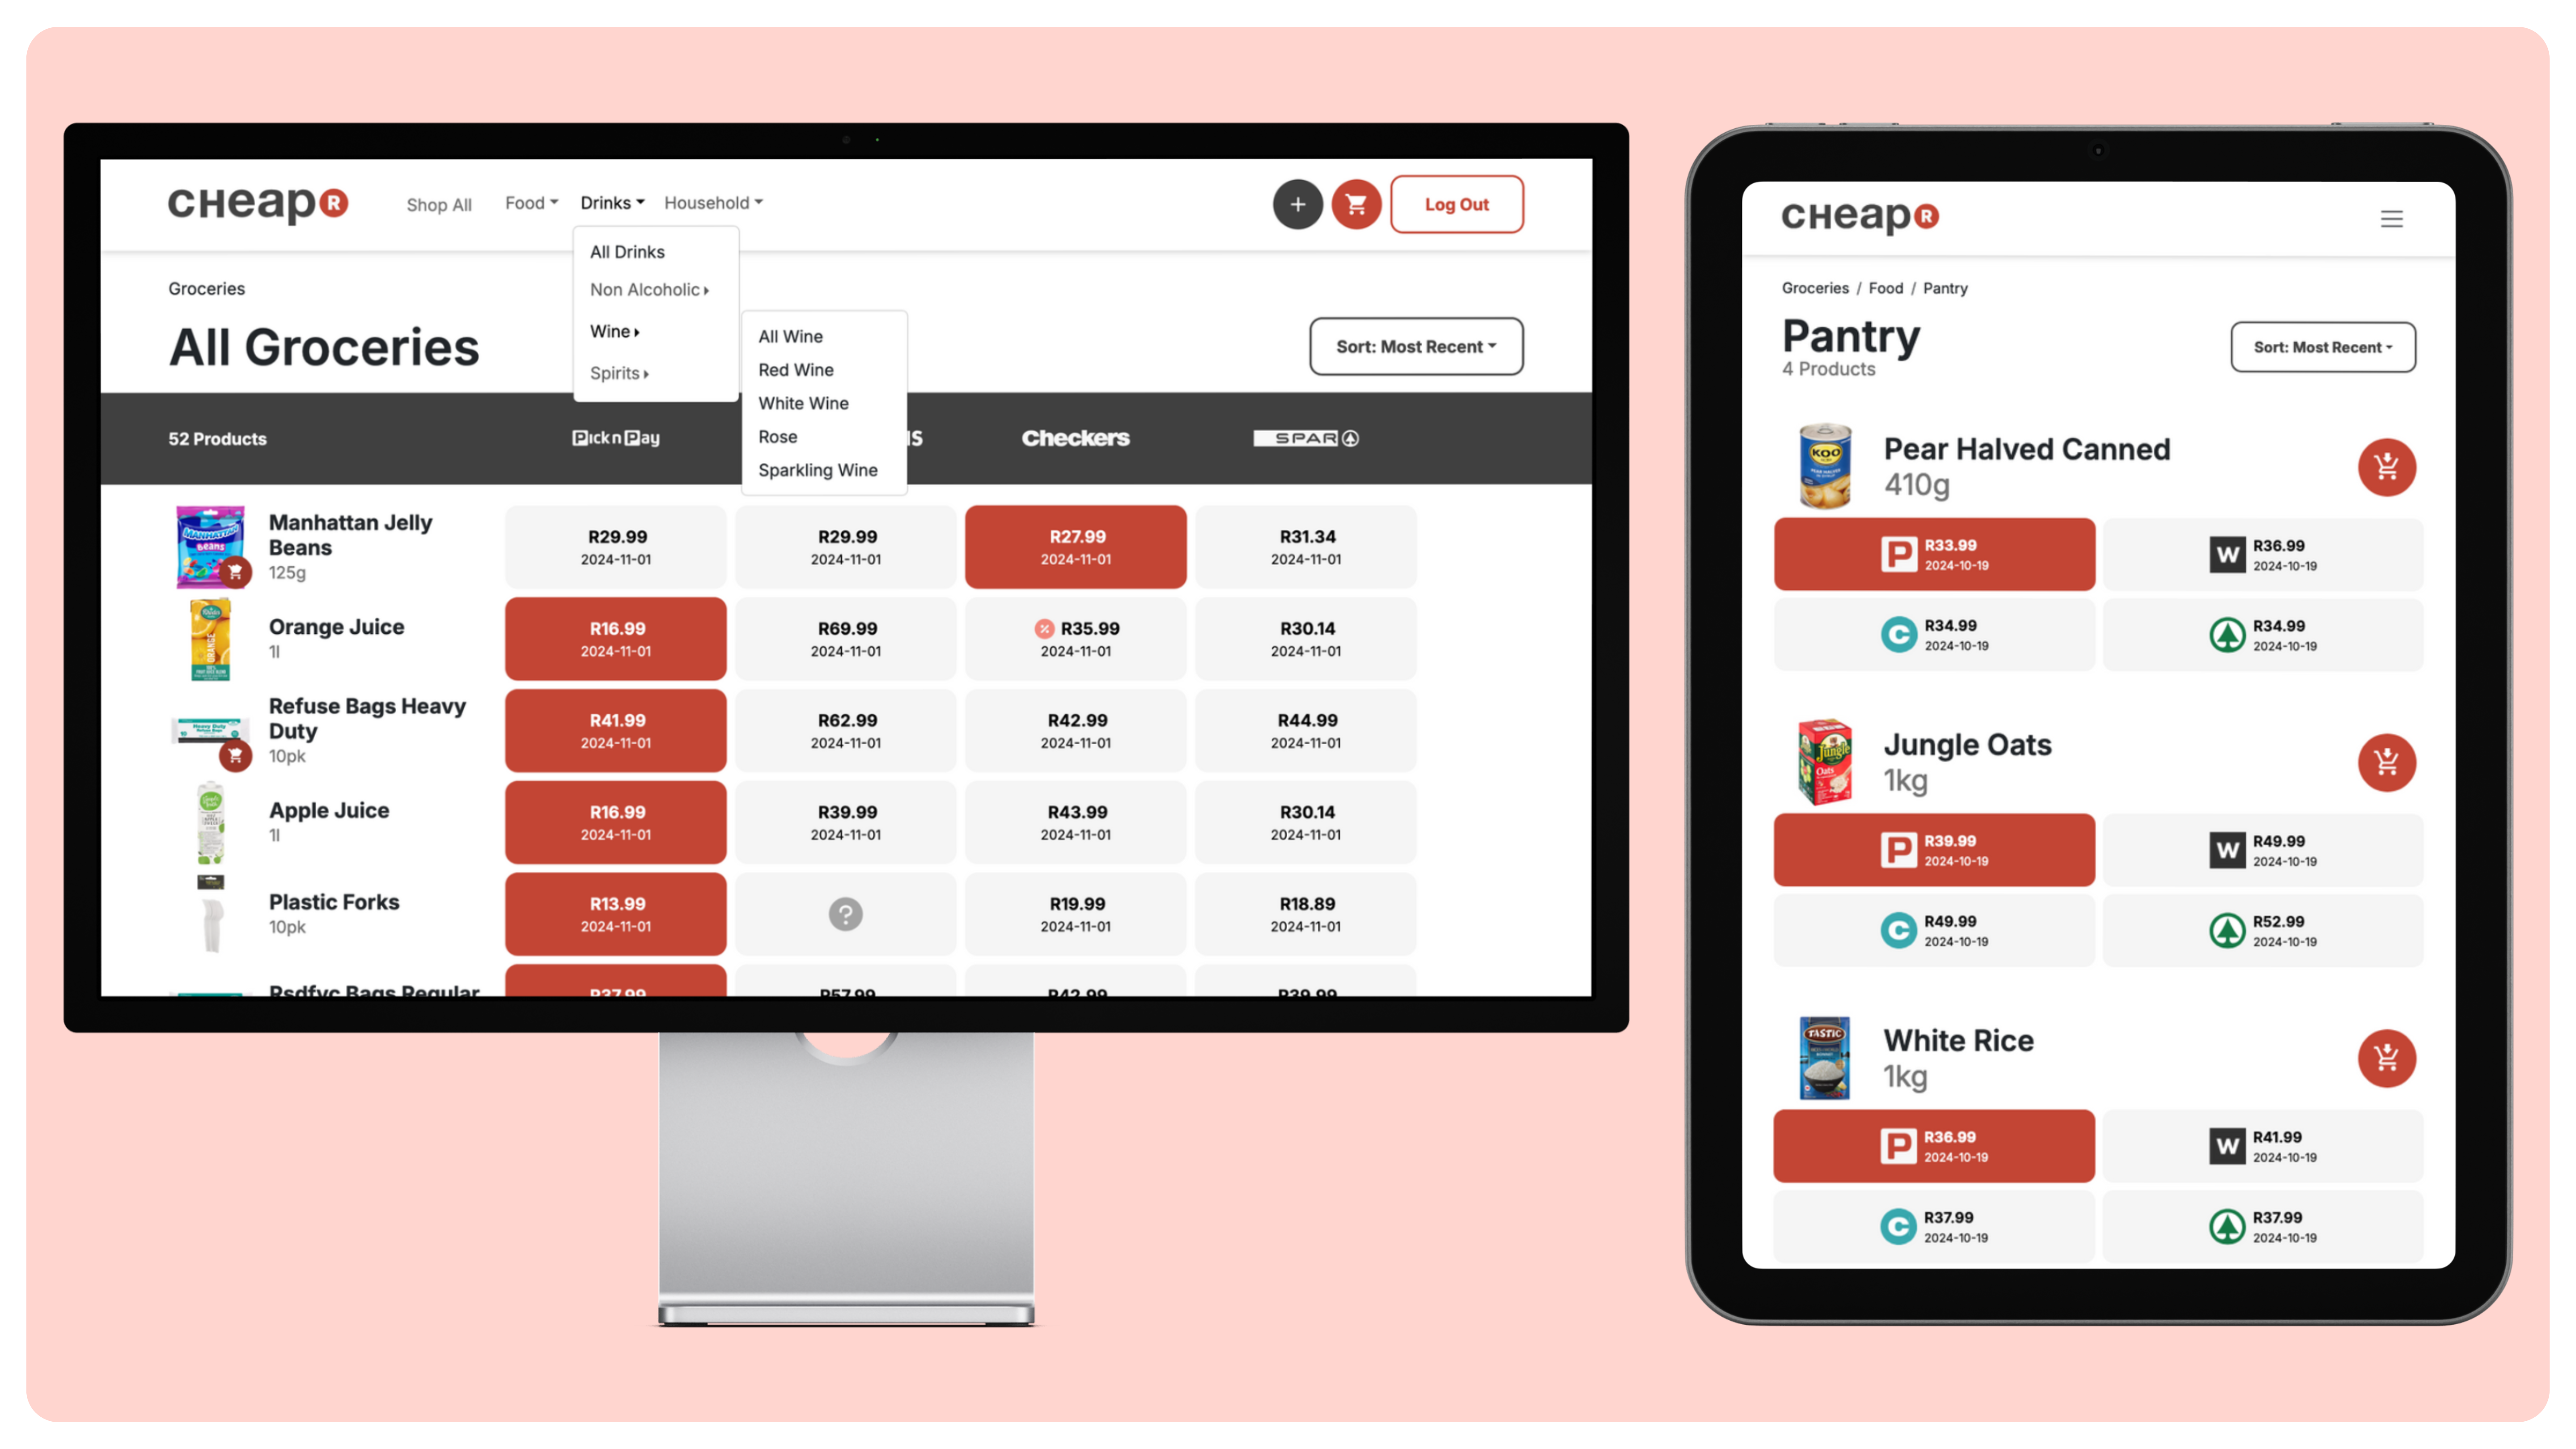 CHeapR
Shop All
Food
Drinks
Household
+
Log Out
All Drinks
Non Alcoholic
Wine
Spirits
All Wine
Red Wine
White Wine
Rose
Sparkling Wine
Groceries
All Groceries
Sort: Most Recent
52 Products
Pick n Pay
S
Checkers
SPAR
MANHATTAN
Beans
Manhattan Jelly
Beans
125g
R29.99
2024-11-01
R29.99
2024-11-01
R27.99
2024-11-01
R31.34
2024-11-01
ORANGE
Orange Juice
1l
R16.99
2024-11-01
R69.99
2024-11-01
% R35.99
2024-11-01
R30.14
2024-11-01
Refuse Bags Heavy
Duty
10pk
R41.99
2024-11-01
R62.99
2024-11-01
R42.99
2024-11-01
R44.99
2024-11-01
Apple Juice
1l
R16.99
2024-11-01
R39.99
2024-11-01
R43.99
2024-11-01
R30.14
2024-11-01
Plastic Forks
10pk
R13.99
2024-11-01
?
R19.99
2024-11-01
R18.89
2024-11-01
Rsdfvc Bags Regular
R37.99
R57.99
R42.99
R39.99
CHeapR
Groceries / Food / Pantry
Pantry
4 Products
Sort: Most Recent
KOO
Pear Halved Canned
410g
P
R33.99
2024-10-19
W
R36.99
2024-10-19
C
R34.99
2024-10-19
R34.99
2024-10-19
Jungle
Oats
Jungle Oats
1kg
P
R39.99
2024-10-19
W
R49.99
2024-10-19
C
R49.99
2024-10-19
R52.99
2024-10-19
TASTIC
White Rice
1kg
P
R36.99
2024-10-19
W
R41.99
2024-10-19
C
R37.99
2024-10-19
R37.99
2024-10-19